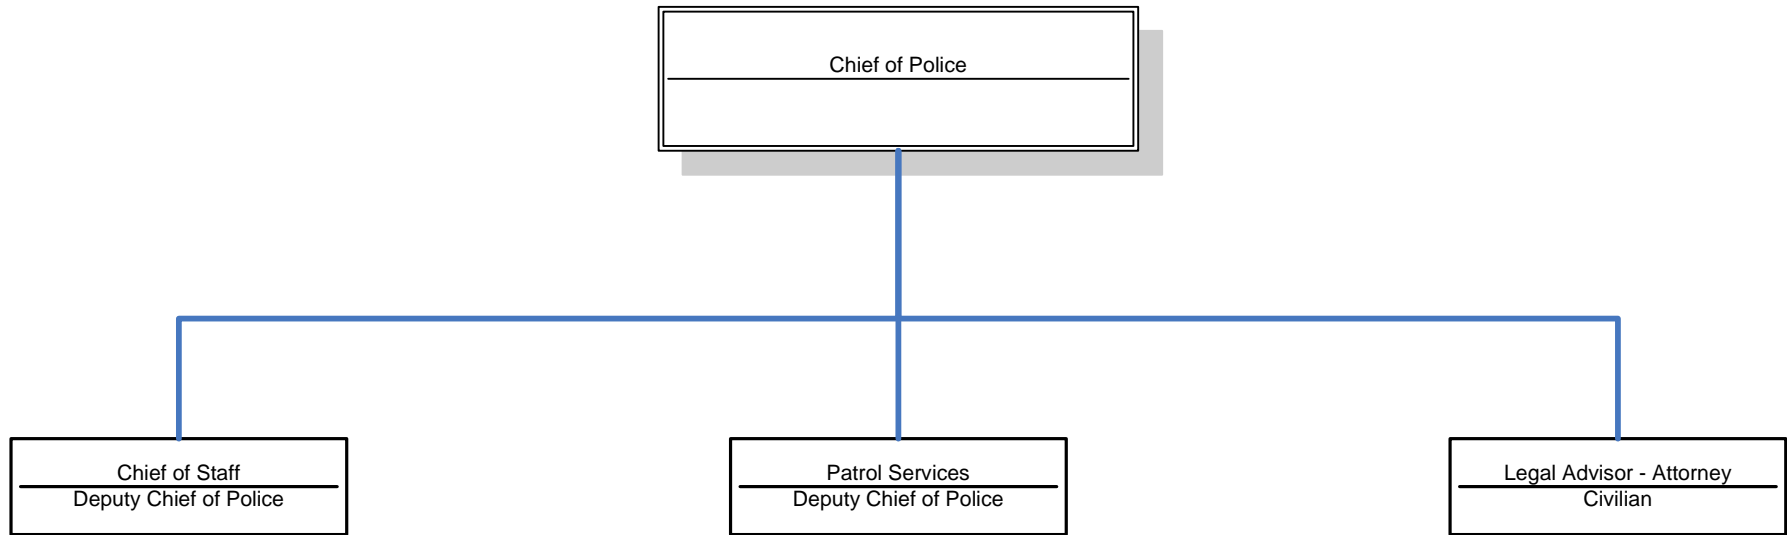 Chief of Police
Chief of Staff
Deputy Chief of Police
Patrol Services
Deputy Chief of Police
Legal Advisor - Attorney
Civilian